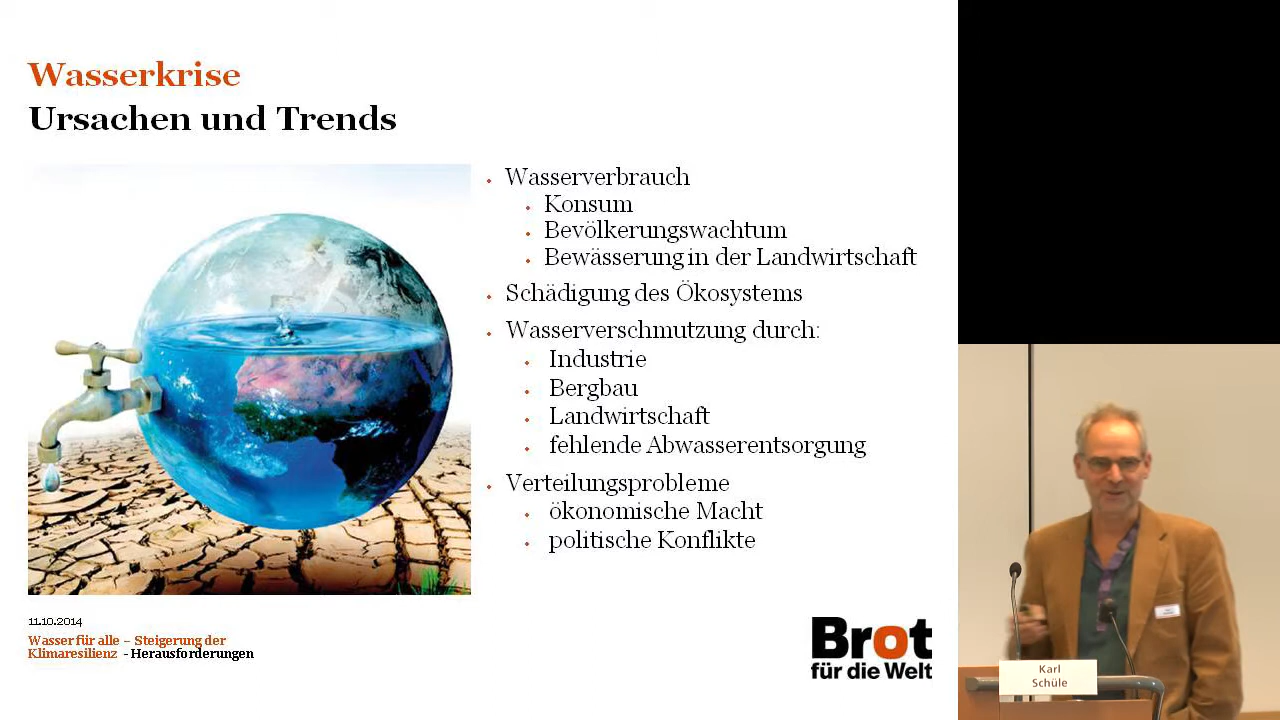 Wasserkrise
Ursachen und Trends
Wasserverbrauch
Konsum
Bevölkerungswachtum
Bewässerung in der Landwirtschaft
Schädigung des Ökosystems
Wasserverschmutzung durch:
Industrie
Bergbau
Landwirtschaft
fehlende Abwasserentsorgung
Verteilungsprobleme
ökonomische Macht
politische Konflikte
11.10.2014
Wasser für alle – Steigerung der
Klimaresilienz - Herausforderungen
Brot
für die Welt
Karl
Schüle